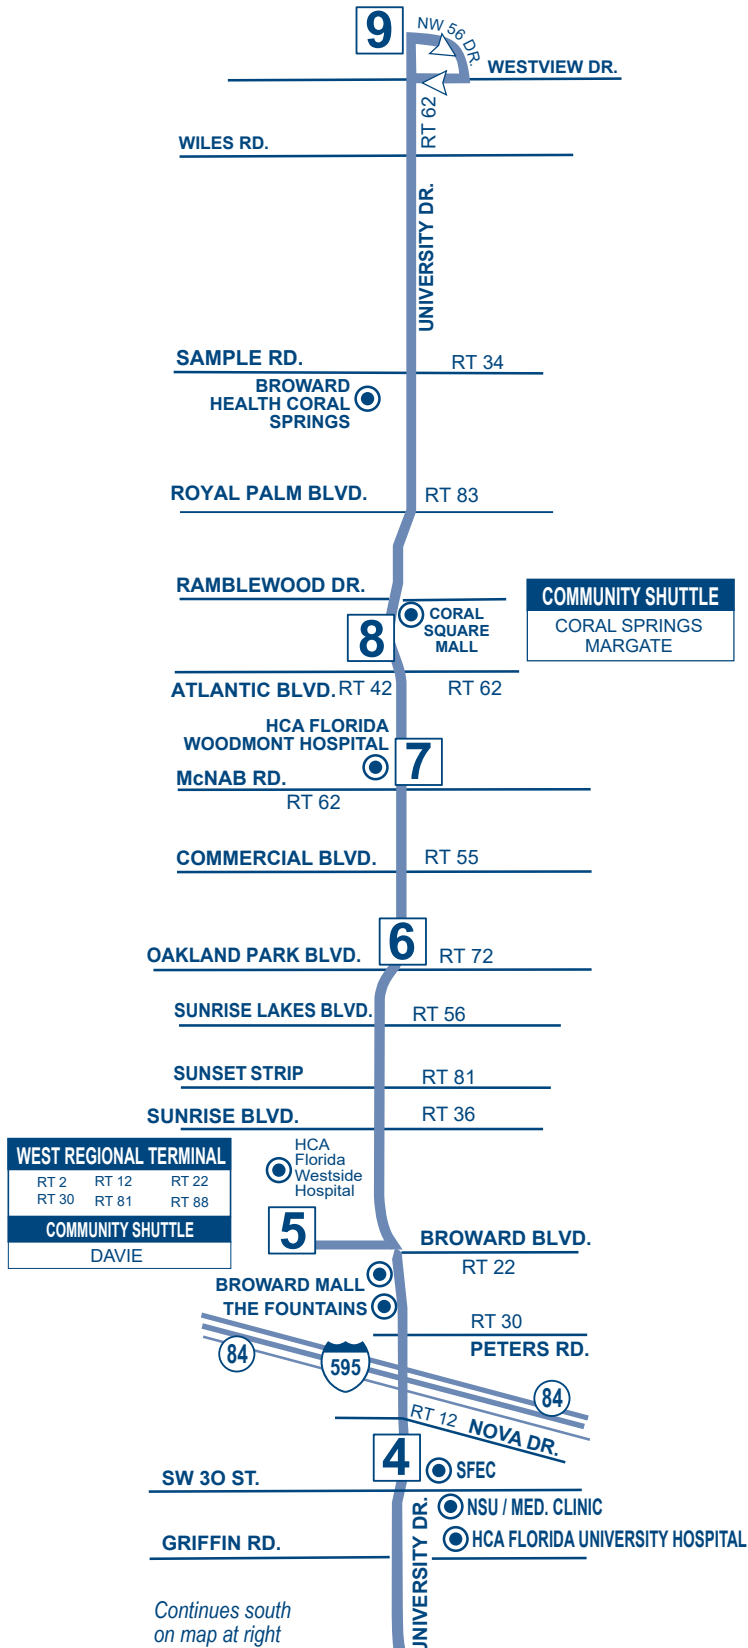 9
NW 56 DR.
WESTVIEW DR.
RT 62
WILES RD.
UNIVERSITY DR.
SAMPLE RD.
RT 34
BROWARD
HEALTH CORAL
SPRINGS
ROYAL PALM BLVD.
RT 83
RAMBLEWOOD DR.
COMMUNITY SHUTTLE
CORAL SPRINGS
MARGATE
8
CORAL
SQUARE
MALL
ATLANTIC BLVD.
RT 42
RT 62
HCA FLORIDA
WOODMONT HOSPITAL
7
McNAB RD.
RT 62
COMMERCIAL BLVD.
RT 55
6
OAKLAND PARK BLVD.
RT 72
SUNRISE LAKES BLVD.
RT 56
SUNSET STRIP
RT 81
SUNRISE BLVD.
RT 36
WEST REGIONAL TERMINAL
RT 2 RT 12 RT 22
RT 30 RT 81 RT 88
COMMUNITY SHUTTLE
DAVIE
HCA
Florida
Westside
Hospital
5
BROWARD BLVD.
RT 22
BROWARD MALL
THE FOUNTAINS
RT 30
PETERS RD.
84
595
84
RT 12
NOVA DR.
4
SFEC
SW 3O ST.
NSU / MED. CLINIC
HCA FLORIDA UNIVERSITY HOSPITAL
GRIFFIN RD.
UNIVERSITY DR.
Continues south
on map at right